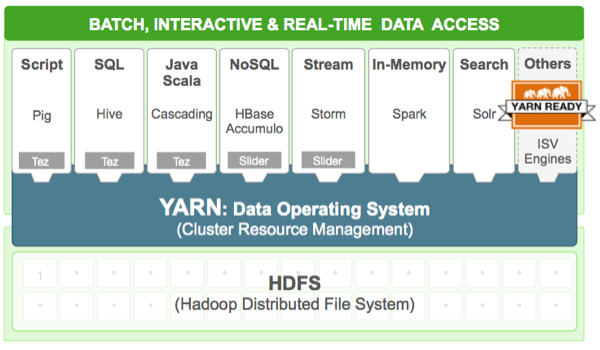 BATCH, INTERACTIVE & REAL-TIME DATA ACCESS
Script
Pig
Tez
SQL
Hive
Tez
Java
Scala
Cascading
Tez
NoSQL
HBase
Accumulo
Slider
Stream
Storm
Slider
In-Memory
Spark
Search
Solr
Others
YARN READY
ISV
Engines
YARN: Data Operating System
(Cluster Resource Management)
1
HDFS
(Hadoop Distributed File System)